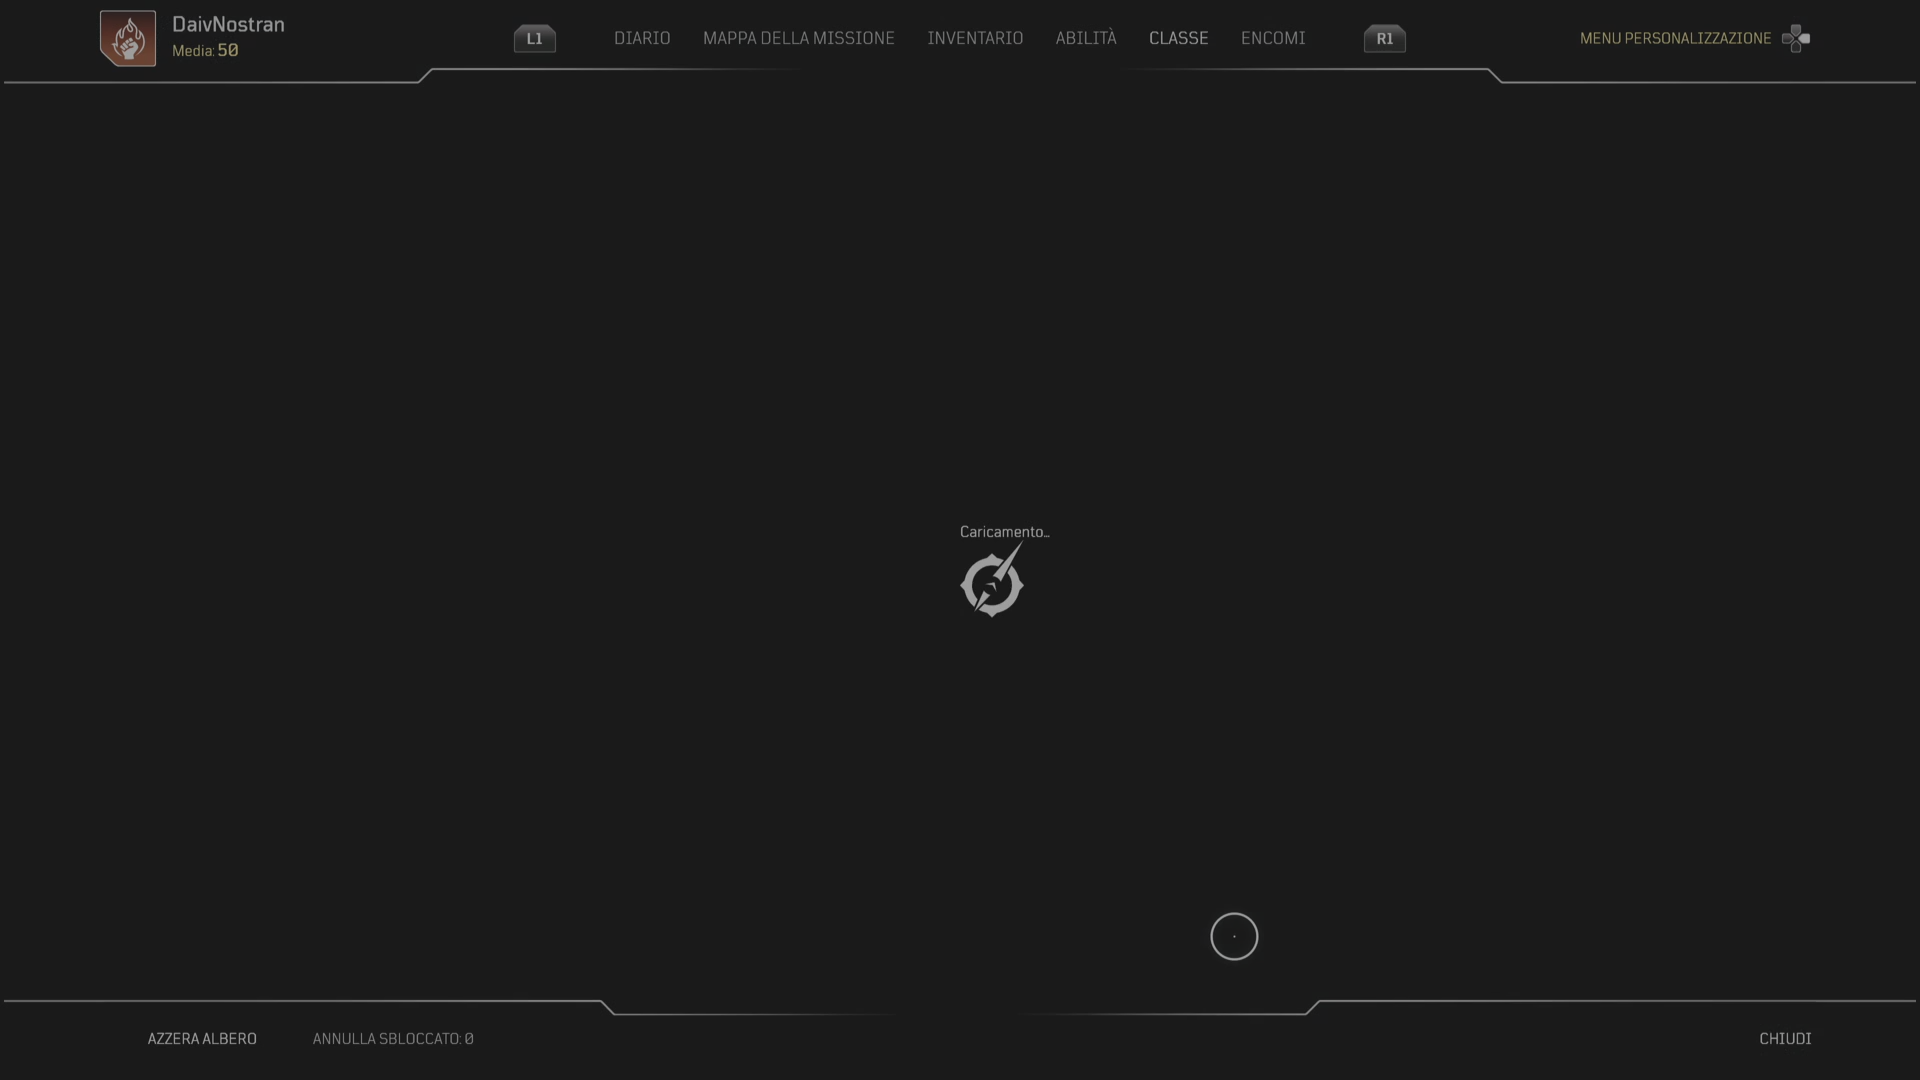 DaivNostran
Media: 50
L1
DIARIO
MAPPA DELLA MISSIONE
INVENTARIO
ABILITÀ
CLASSE
ENCOMI
R1
MENU PERSONALIZZAZIONE
Caricamento...
AZZERA ALBERO
ANNULLA SBLOCCATO: 0
CHIUDI